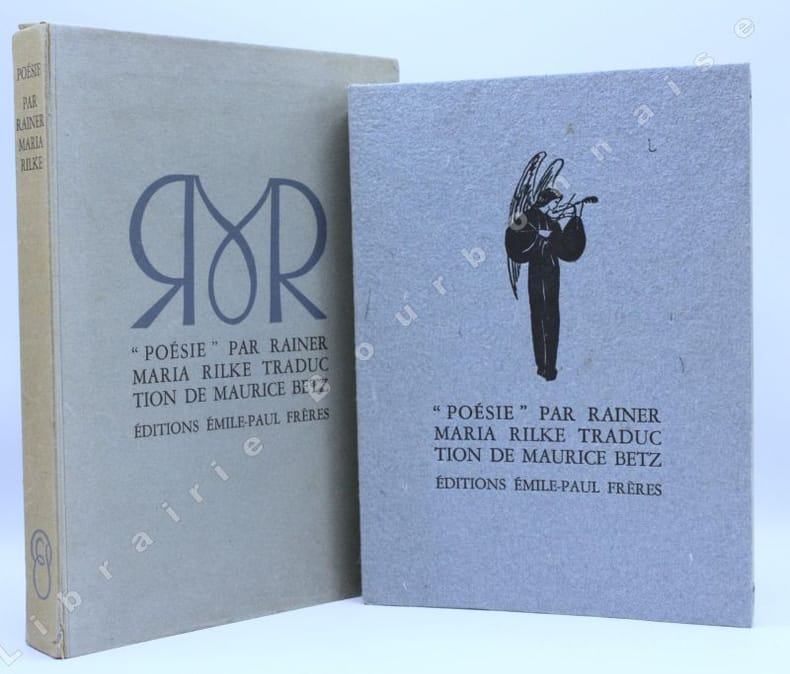 POÉSIE
PAR
RAINER
MARIA
RILKE
RMR
“ POÉSIE ” PAR RAINER
MARIA RILKE TRADUC
TION DE MAURICE BETZ
ÉDITIONS ÉMILE-PAUL FRÈRES
“ POÉSIE ” PAR RAINER
MARIA RILKE TRADUC
TION DE MAURICE BETZ
ÉDITIONS ÉMILE-PAUL FRÈRES
Librairie Bourbonnaise